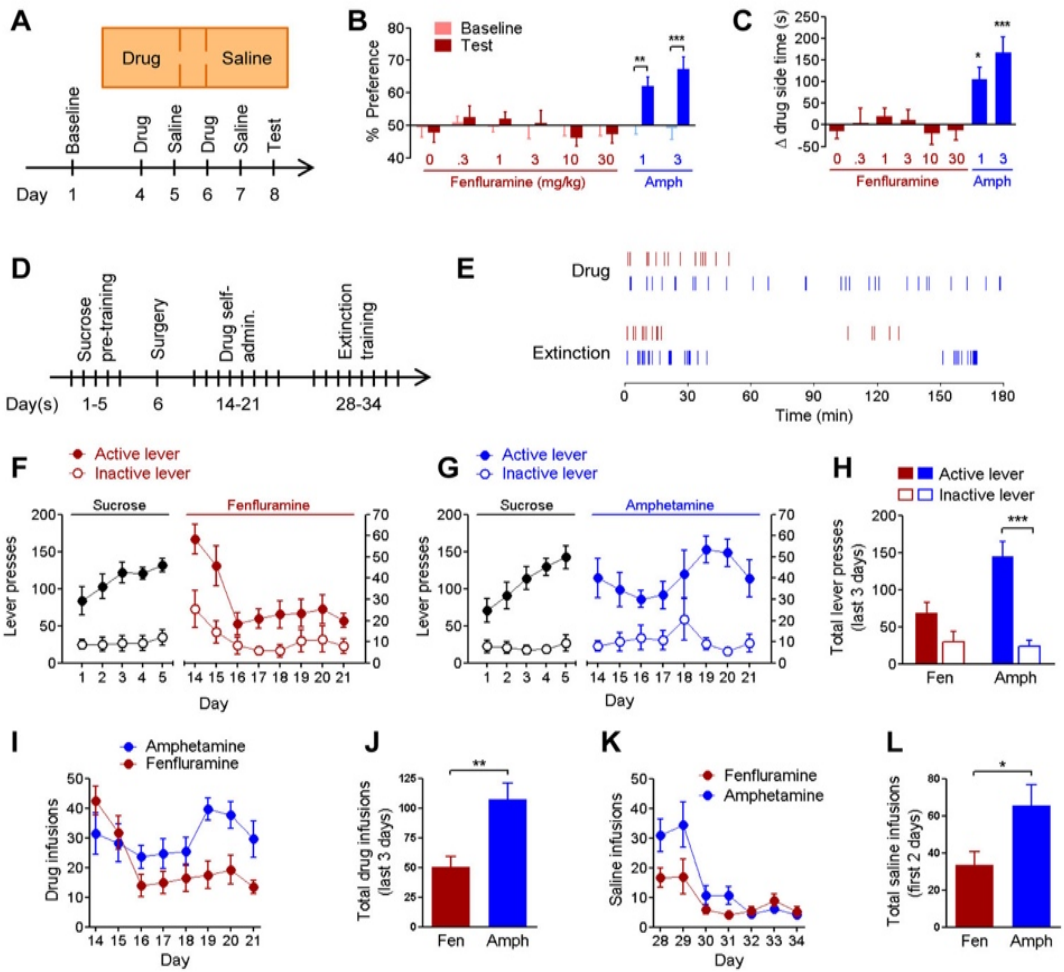 A
Drug Saline
Baseline
Drug
Saline
Drug
Saline
Test
Day 1 4 5 6 7 8
B
Baseline
Test
% Preference
80
70
60
50
40
** ***
0 .3 1 3 10 30 1 3
Fenfluramine (mg/kg) Amph
C
Δ drug side time (s)
250
200
150
100
50
0
-50
* ***
0 .3 1 3 10 30 1 3
Fenfluramine Amph
D
Sucrose
pre-training
Surgery
Drug self-
admin.
Extinction
training
Day(s) 1-5 6 14-21 28-34
E
Drug
Extinction
0 30 60 90 120 150 180
Time (min)
F
Active lever
Inactive lever
Sucrose Fenfluramine
Lever presses
200 70
60
150 50
40
100 30
50 20
10
0 0
1 2 3 4 5 14 15 16 17 18 19 20 21
Day
G
Active lever
Inactive lever
Sucrose Amphetamine
Lever presses
200 70
60
150 50
40
100 30
50 20
10
0 0
1 2 3 4 5 14 15 16 17 18 19 20 21
Day
H
Active lever
Inactive lever
Total lever presses
(last 3 days)
200
150
100
50
0
***
Fen Amph
I
Amphetamine
Fenfluramine
Drug infusions
50
40
30
20
10
0
14 15 16 17 18 19 20 21
Day
J
Total drug infusions
(last 3 days)
125
100
75
50
25
0
**
Fen Amph
K
Fenfluramine
Amphetamine
Saline infusions
50
40
30
20
10
0
28 29 30 31 32 33 34
Day
L
Total saline infusions
(first 2 days)
80
60
40
20
0
*
Fen Amph